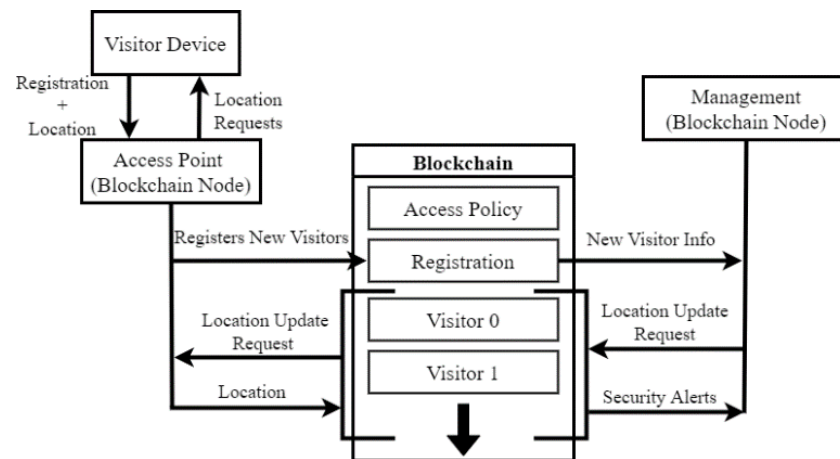 Visitor Device
Registration
+
Location
Location
Requests
Access Point
(Blockchain Node)
Management
(Blockchain Node)
Blockchain
Access Policy
Registration
Visitor 0
Visitor 1
Registers New Visitors
Location Update
Request
Location
New Visitor Info
Location Update
Request
Security Alerts